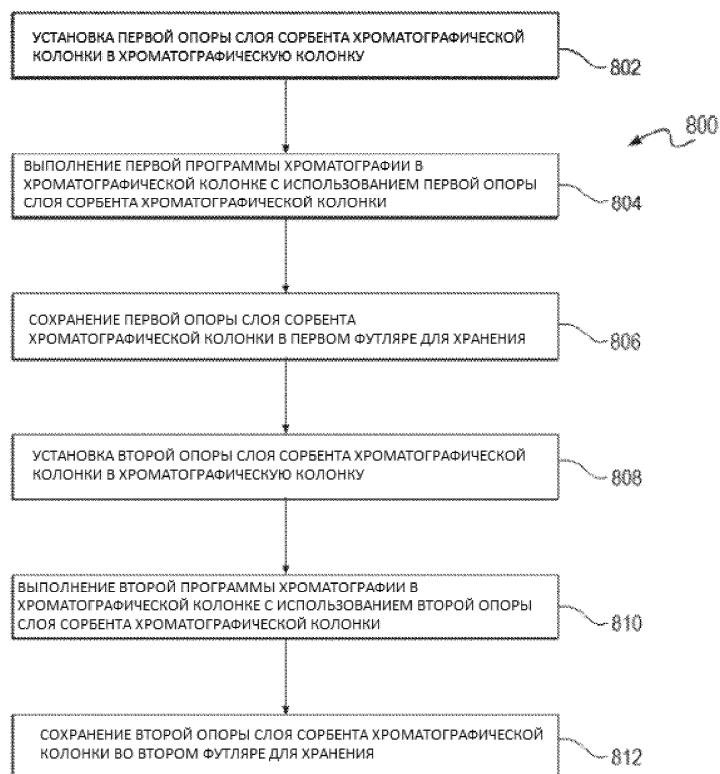 УСТАНОВКА ПЕРВОЙ ОПОРЫ СЛОЯ СОРБЕНТА ХРОМАТОГРАФИЧЕСКОЙ
КОЛОНКИ В ХРОМАТОГРАФИЧЕСКУЮ КОЛОНКУ
802
800
ВЫПОЛНЕНИЕ ПЕРВОЙ ПРОГРАММЫ ХРОМАТОГРАФИИ В
ХРОМАТОГРАФИЧЕСКОЙ КОЛОНКЕ С ИСПОЛЬЗОВАНИЕМ ПЕРВОЙ ОПОРЫ
СЛОЯ СОРБЕНТА ХРОМАТОГРАФИЧЕСКОЙ КОЛОНКИ
804
СОХРАНЕНИЕ ПЕРВОЙ ОПОРЫ СЛОЯ СОРБЕНТА
ХРОМАТОГРАФИЧЕСКОЙ КОЛОНКИ В ПЕРВОМ ФУТЛЯРЕ ДЛЯ ХРАНЕНИЯ
806
УСТАНОВКА ВТОРОЙ ОПОРЫ СЛОЯ СОРБЕНТА ХРОМАТОГРАФИЧЕСКОЙ
КОЛОНКИ В ХРОМАТОГРАФИЧЕСКУЮ КОЛОНКУ
808
ВЫПОЛНЕНИЕ ВТОРОЙ ПРОГРАММЫ ХРОМАТОГРАФИИ В
ХРОМАТОГРАФИЧЕСКОЙ КОЛОНКЕ С ИСПОЛЬЗОВАНИЕМ ВТОРОЙ ОПОРЫ
СЛОЯ СОРБЕНТА ХРОМАТОГРАФИЧЕСКОЙ КОЛОНКИ
810
СОХРАНЕНИЕ ВТОРОЙ ОПОРЫ СЛОЯ СОРБЕНТА ХРОМАТОГРАФИЧЕСКОЙ
КОЛОНКИ ВО ВТОРОМ ФУТЛЯРЕ ДЛЯ ХРАНЕНИЯ
812